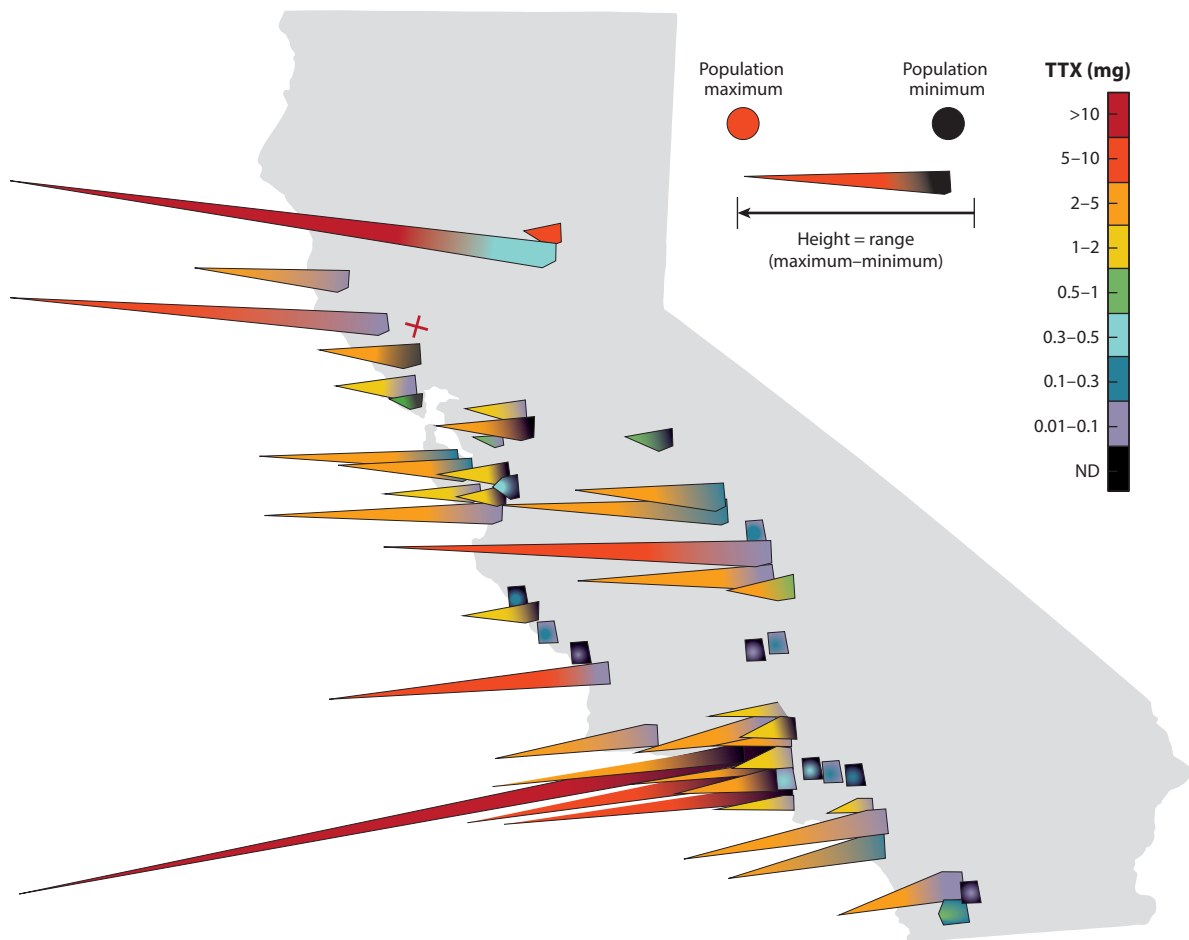 Population
maximum
Population
minimum
Height = range
(maximum–minimum)
TTX (mg)
>10
5–10
2–5
1–2
0.5–1
0.3–0.5
0.1–0.3
0.01–0.1
ND